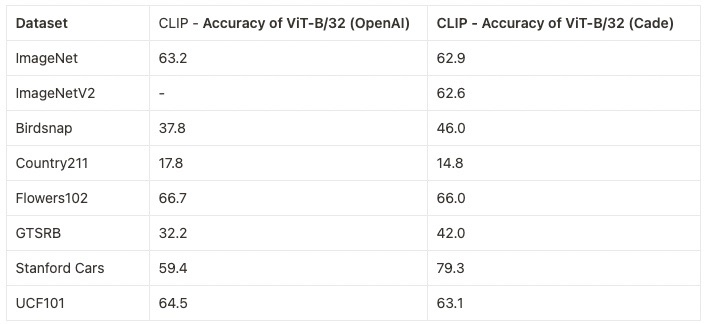 Dataset CLIP - Accuracy of ViT-B/32 (OpenAI) CLIP - Accuracy of ViT-B/32 (Cade)
ImageNet 63.2 62.9
ImageNetV2 - 62.6
Birdsnap 37.8 46.0
Country211 17.8 14.8
Flowers102 66.7 66.0
GTSRB 32.2 42.0
Stanford Cars 59.4 79.3
UCF101 64.5 63.1